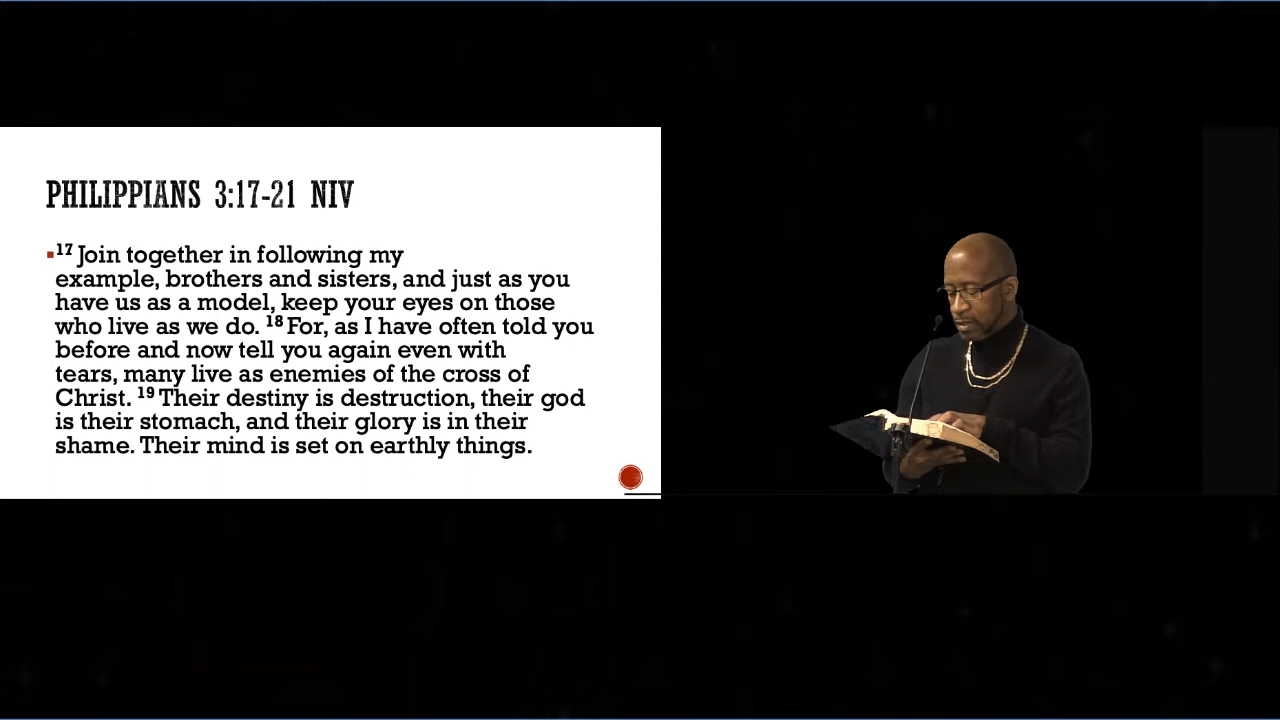 PHILIPPIANS 3:17-21 NIV
▪17 Join together in following my
example, brothers and sisters, and just as you
have us as a model, keep your eyes on those
who live as we do. 18 For, as I have often told you
before and now tell you again even with
tears, many live as enemies of the cross of
Christ. 19 Their destiny is destruction, their god
is their stomach, and their glory is in their
shame. Their mind is set on earthly things.